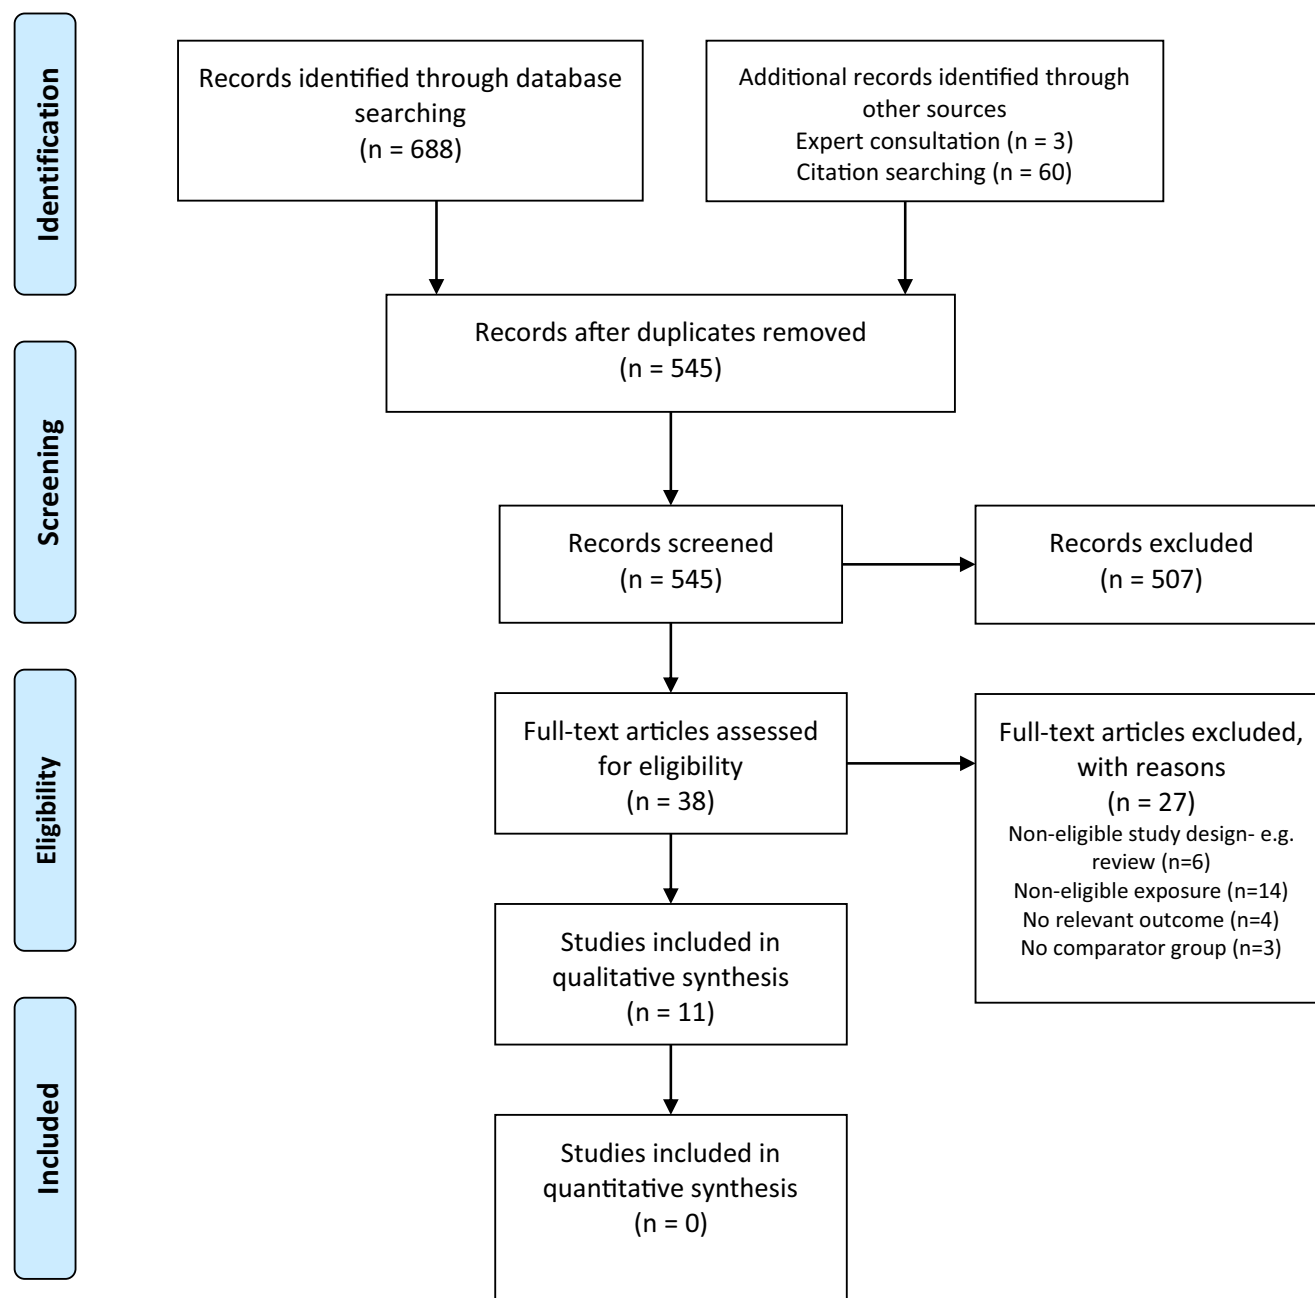 Identification
Records identified through database
searching
(n = 688)
Additional records identified through
other sources
Expert consultation (n = 3)
Citation searching (n = 60)
Records after duplicates removed
(n = 545)
Screening
Records screened
(n = 545)
Records excluded
(n = 507)
Eligibility
Full-text articles assessed
for eligibility
(n = 38)
Full-text articles excluded,
with reasons
(n = 27)
Non-eligible study design- e.g.
review (n=6)
Non-eligible exposure (n=14)
No relevant outcome (n=4)
No comparator group (n=3)
Studies included in
qualitative synthesis
(n = 11)
Included
Studies included in
quantitative synthesis
(n = 0)